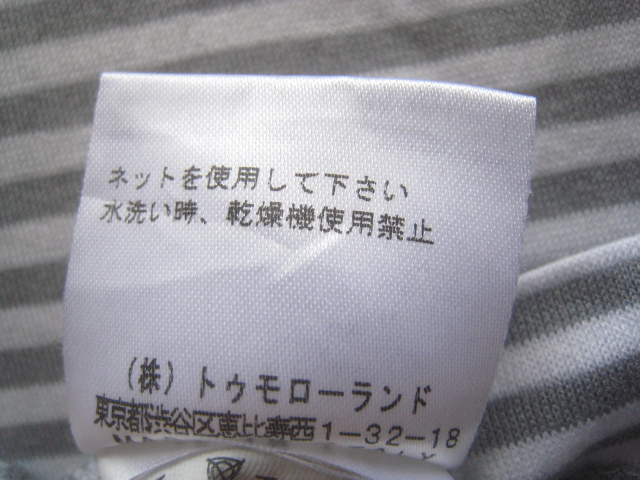 ネットを使用して下さい
水洗い時、乾燥機使用禁止
(株)トゥモローランド
東京都渋谷区恵比寿西1-32-18